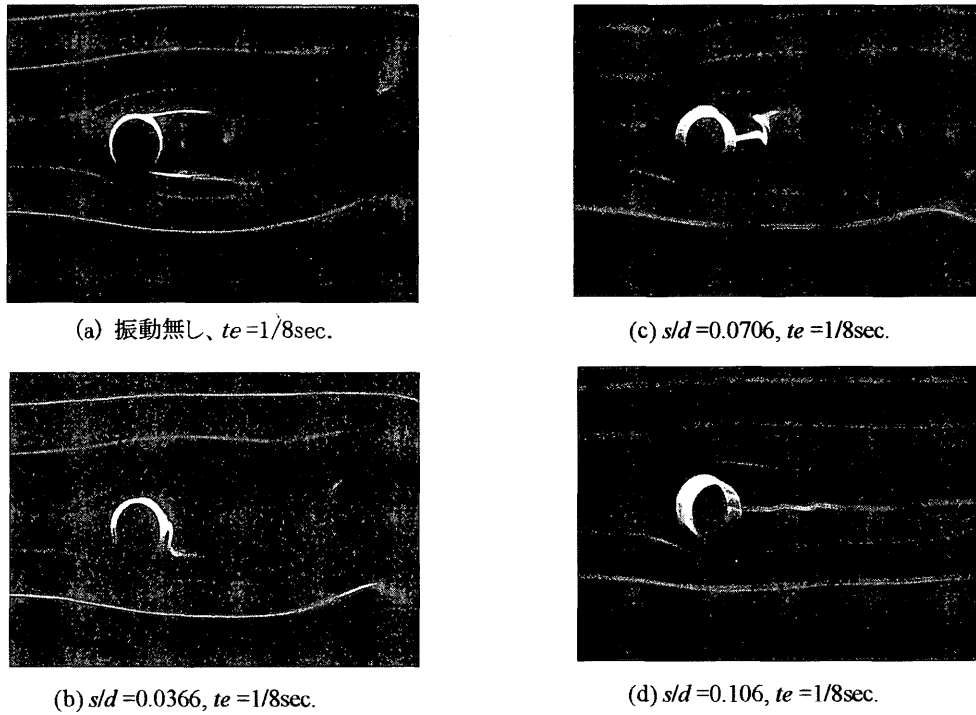 (a) 振動無し、te =1/8sec.
(b) s/d =0.0366, te =1/8sec.
(c) s/d =0.0706, te =1/8sec.
(d) s/d =0.106, te =1/8sec.